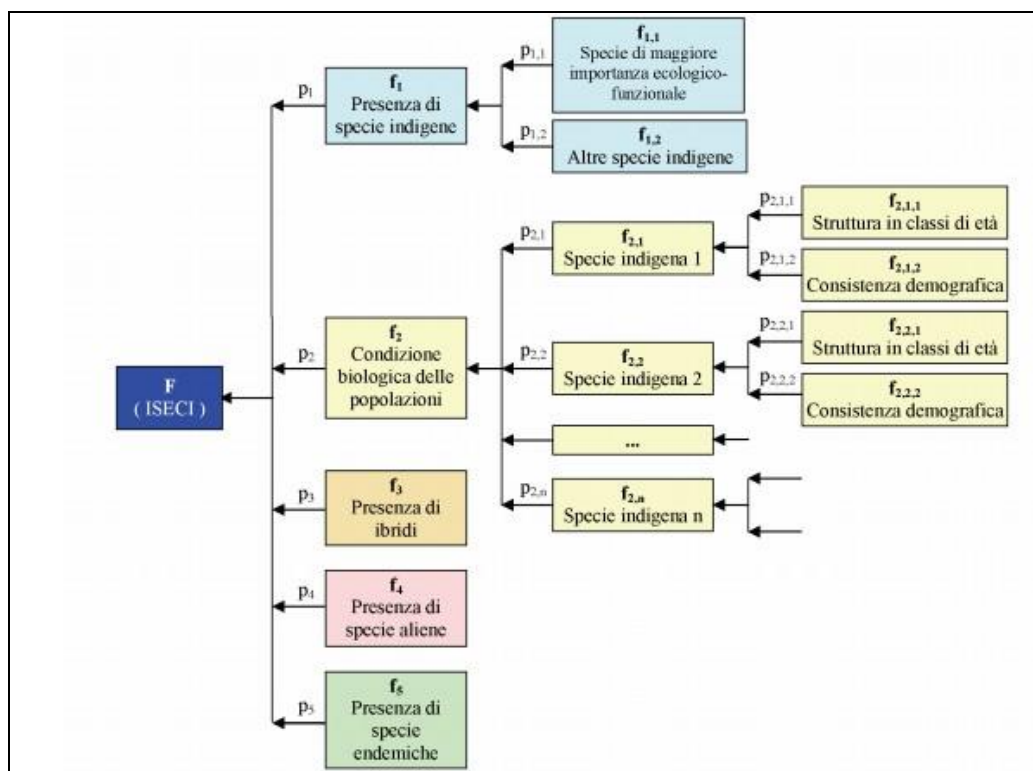 F
( ISECI )
p1
f1
Presenza di
specie indigene
p1,1
f1,1
Specie di maggiore
importanza ecologico-
funzionale
p1,2
f1,2
Altre specie indigene
p2
f2
Condizione
biologica delle
popolazioni
p2,1
f2,1
Specie indigena 1
p2,1,1
f2,1,1
Struttura in classi di età
p2,1,2
f2,1,2
Consistenza demografica
p2,2
f2,2
Specie indigena 2
p2,2,1
f2,2,1
Struttura in classi di età
p2,2,2
f2,2,2
Consistenza demografica
...
p2,n
f2,n
Specie indigena n
p3
f3
Presenza di
ibridi
p4
f4
Presenza di
specie aliene
p5
f5
Presenza di
specie
endemiche